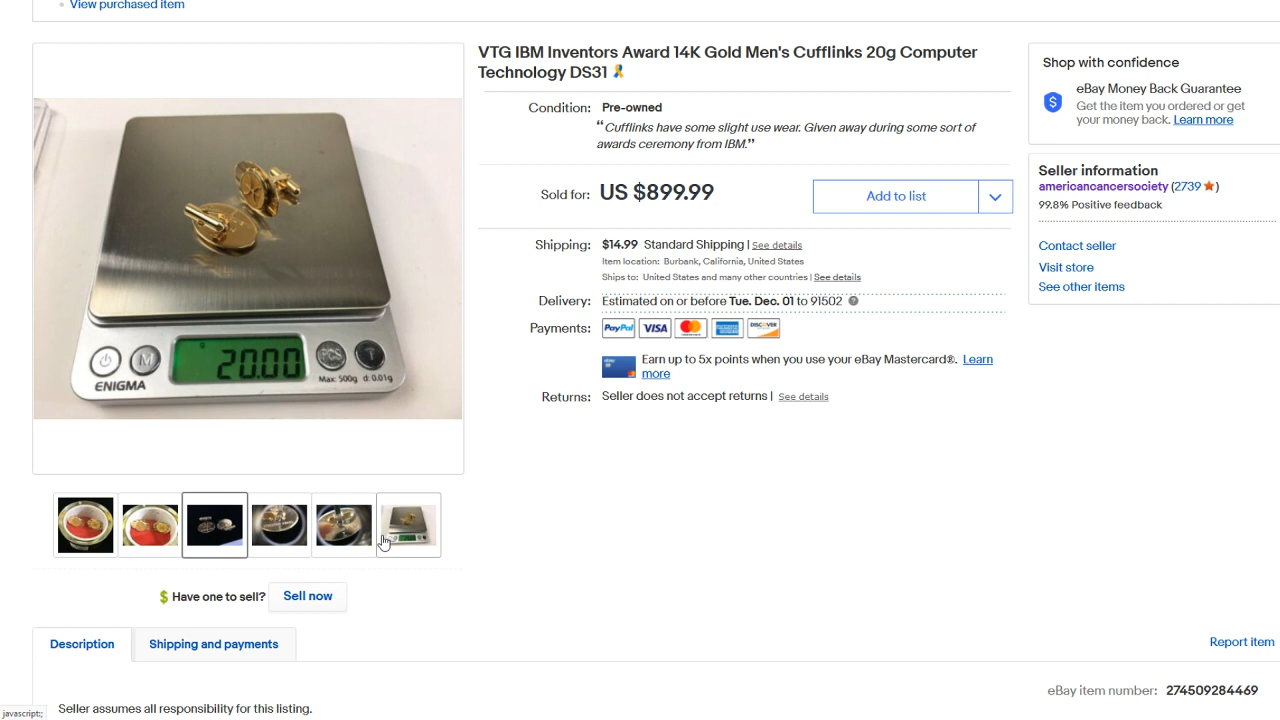 View purchased item
VTG IBM Inventors Award 14K Gold Men's Cufflinks 20g Computer
Technology DS31
Condition: Pre-owned
“Cufflinks have some slight use wear. Given away during some sort of
awards ceremony from IBM.”
Sold for: US $899.99
Add to list
Shipping: $14.99 Standard Shipping | See details
Item location: Burbank, California, United States
Ships to: United States and many other countries | See details
Delivery: Estimated on or before Tue. Dec. 01 to 91502
Payments: PayPal VISA MasterCard DISCOVER
Earn up to 5x points when you use your eBay Mastercard®. Learn
more
Returns: Seller does not accept returns | See details
Shop with confidence
eBay Money Back Guarantee
Get the item you ordered or get
your money back. Learn more
Seller information
americancancersociety (2739 ★)
99.8% Positive feedback
Contact seller
Visit store
See other items
g
20.00
M
PCS
T
ENIGMA
Max: 500g d: 0.01g
$ Have one to sell? Sell now
Description
Shipping and payments
Report item
eBay item number: 274509284469
Seller assumes all responsibility for this listing.
javascript:;